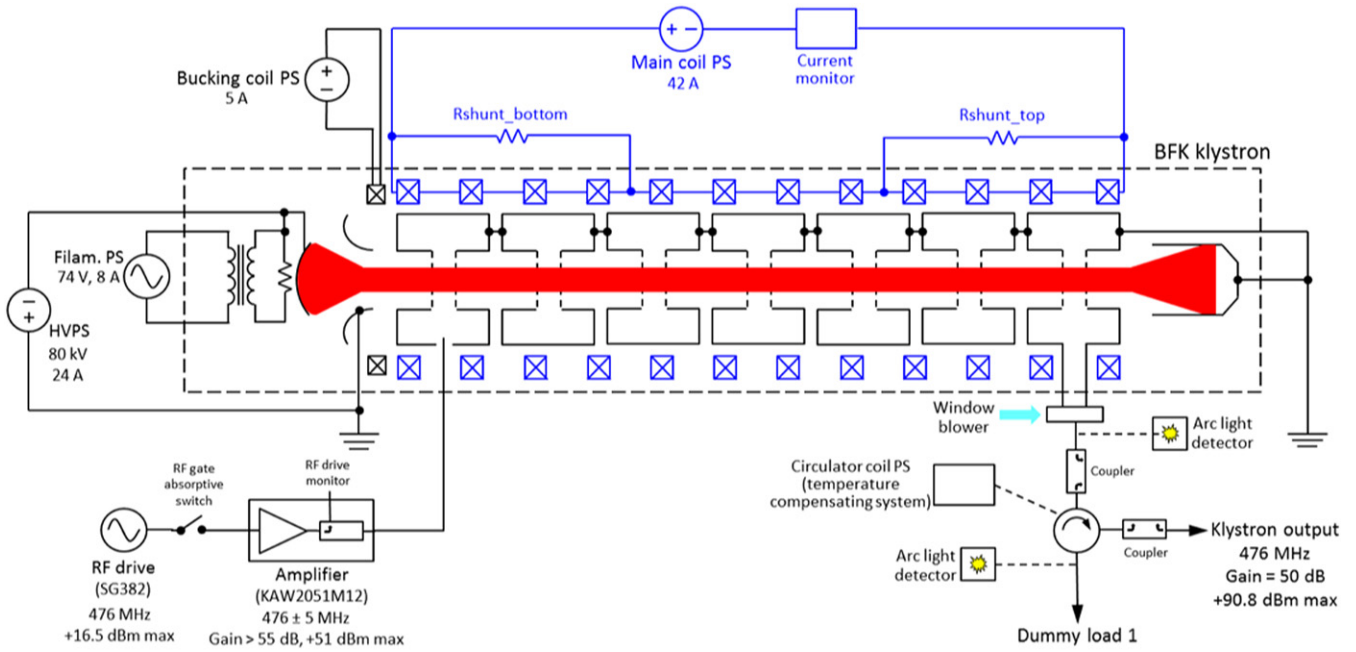 Bucking coil PS
5 A
+
−
+ −
Main coil PS
42 A
Current
monitor
Rshunt_bottom
Rshunt_top
BFK klystron
Filam. PS
74 V, 8 A
−
+
HVPS
80 kV
24 A
Window
blower
Arc light
detector
Coupler
Circulator coil PS
(temperature
compensating system)
RF gate
absorptive
switch
RF drive
monitor
RF drive
(SG382)
476 MHz
+16.5 dBm max
Amplifier
(KAW2051M12)
476 ± 5 MHz
Gain > 55 dB, +51 dBm max
Arc light
detector
Coupler
Klystron output
476 MHz
Gain = 50 dB
+90.8 dBm max
Dummy load 1